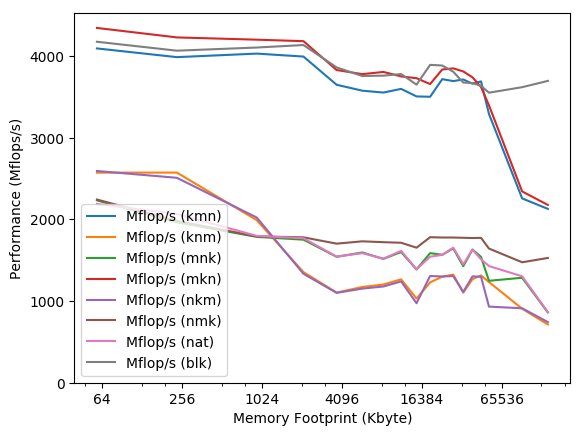 4000
3000
2000
1000
0
Performance (Mflops/s)
Mflop/s (kmn)
Mflop/s (knm)
Mflop/s (mnk)
Mflop/s (mkn)
Mflop/s (nkm)
Mflop/s (nmk)
Mflop/s (nat)
Mflop/s (blk)
64 256 1024 4096 16384 65536
Memory Footprint (Kbyte)